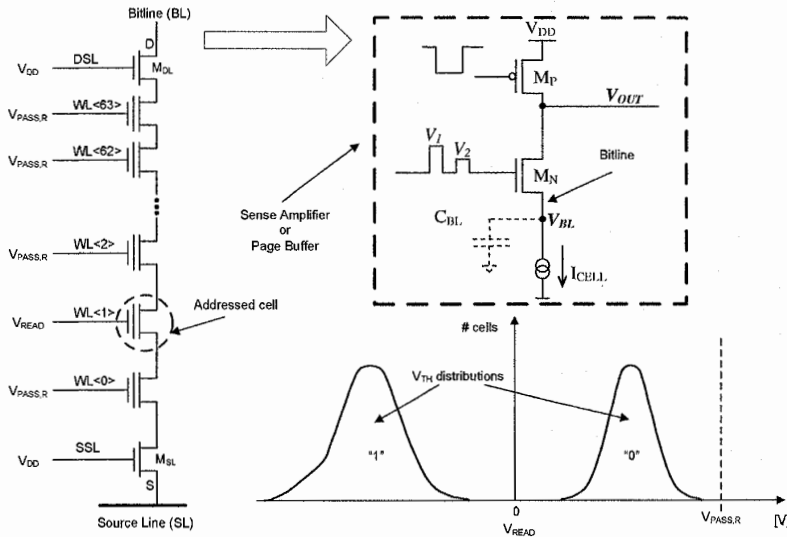 Bitline (BL)
D
V_DD DSL M_DL
V_PASS,R WL<63>
V_PASS,R WL<62>
V_PASS,R WL<2>
V_READ WL<1>
Addressed cell
V_PASS,R WL<0>
V_DD SSL M_SL
S
Source Line (SL)
V_DD
M_P
V_OUT
V_1 V_2
M_N
Bitline
C_BL V_BL
I_CELL
Sense Amplifier
or
Page Buffer
# cells
V_TH distributions
"1" "0"
0 V_PASS,R [V]
V_READ